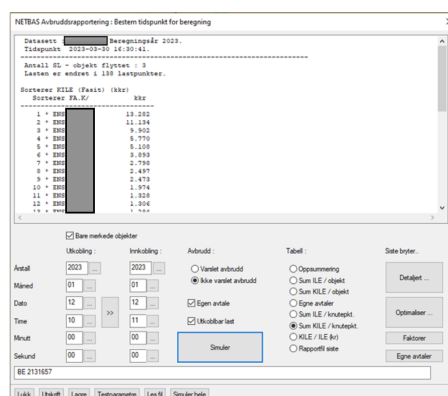 NETBAS Avbruddsrapportering : Bestem tidspunkt for beregning
Datasett : Beregningsår 2023.
Tidspunkt 2023-03-30 16:30:41.
Antall SL - objekt flyttet : 3
Lasten er endret i 138 lastpunkter.
Sorterer KILE (Fasit) (kkr)
Sorterer FA.K/ kkr
1 * ENS 13.282
2 * ENS 11.134
3 * ENS 9.902
4 * ENS 5.770
5 * ENS 5.108
6 * ENS 3.893
7 * ENS 2.798
8 * ENS 2.497
9 * ENS 2.473
10 * ENS 1.974
11 * ENS 1.328
12 * ENS 1.306
Bare merkede objekter
Utkobling : Innkobling : Avbrudd : Tabell : Siste bryter..
Årstall 2023 ... 2023 ...
Måned 01 ... 01 ...
Dato 12 ... >> 12 ...
Time 10 ... 11 ...
Minutt 00 ... 00 ...
Sekund 00 ... 00 ...
Varslet avbrudd
Ikke varslet avbrudd
Egen avtale
Utkoblbar last
Simuler
Oppsummering
Sum ILE / objekt
Sum KILE / objekt
Egne avtaler
Sum ILE / knutepkt.
Sum KILE / knutepkt.
KILE / ILE (kr)
Rapportfil siste
Detaljert ...
Optimaliser ...
Faktorer
Egne avtaler
BE 2131657
Lukk Utskrift Lagre Testparametre Les fil Simuler hele